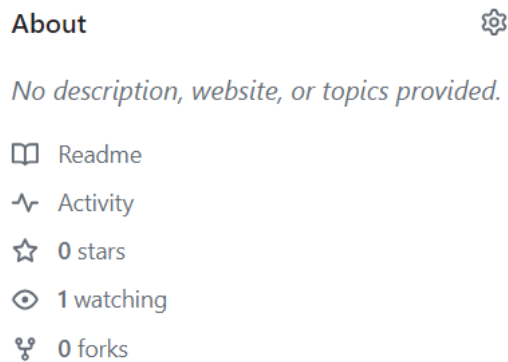 About
No description, website, or topics provided.
Readme
Activity
0 stars
1 watching
0 forks